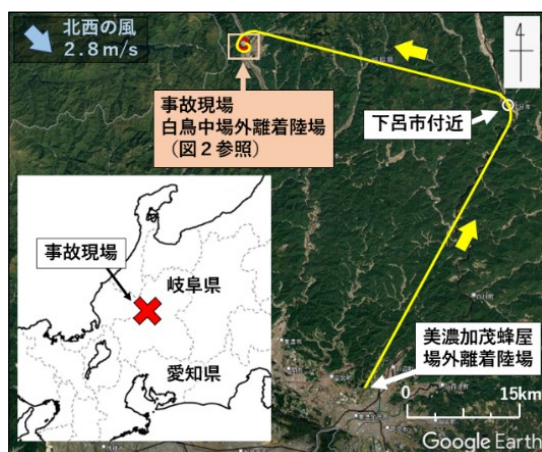 北西の風
2.8m/s
事故現場
白鳥中場外離着陸場
(図2参照)
下呂市付近
事故現場
岐阜県
愛知県
美濃加茂蜂屋
場外離着陸場
0 15km
Google Earth